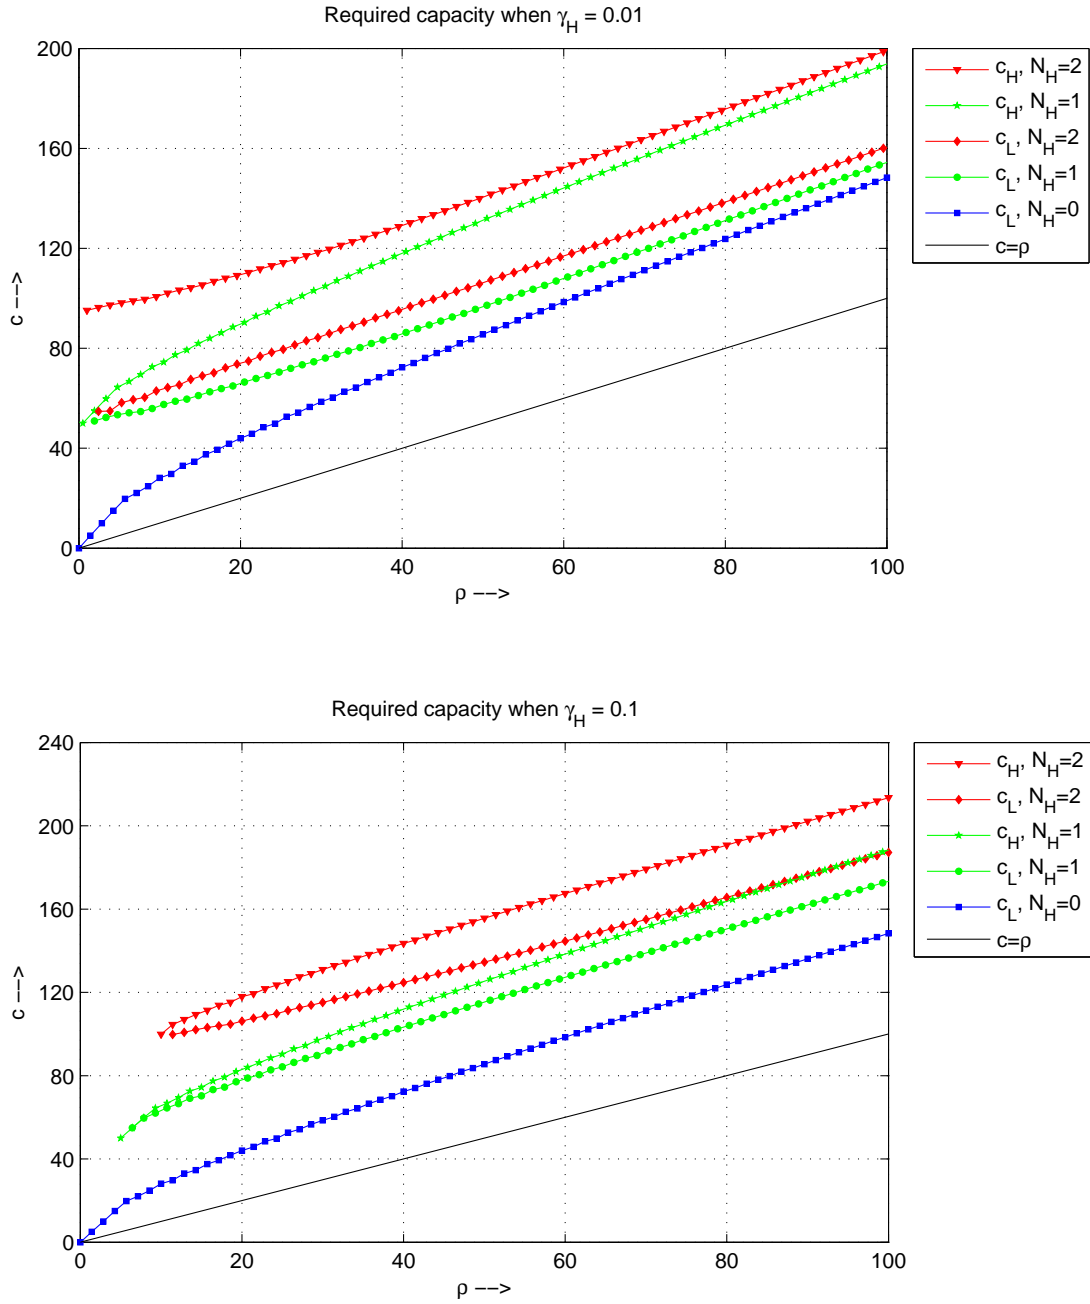 Required capacity when γ_H = 0.01
200
160
120
80
40
0
c −−>
0 20 40 60 80 100
ρ −−>
c_H, N_H=2
c_H, N_H=1
c_L, N_H=2
c_L, N_H=1
c_L, N_H=0
c=ρ
Required capacity when γ_H = 0.1
240
200
160
120
80
40
0
c −−>
0 20 40 60 80 100
ρ −−>
c_H, N_H=2
c_L, N_H=2
c_H, N_H=1
c_L, N_H=1
c_L, N_H=0
c=ρ